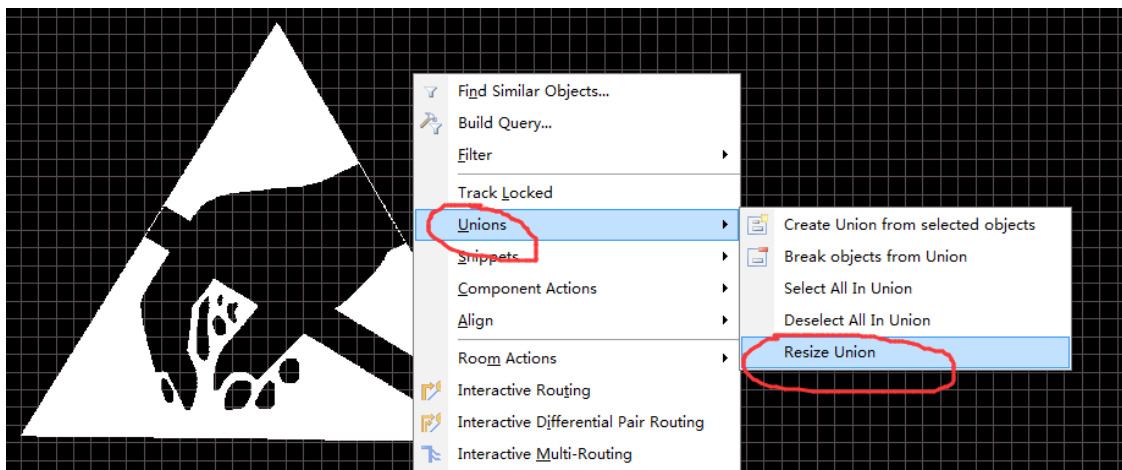 Find Similar Objects...
Build Query...
Filter
Track Locked
Unions
Snippets
Component Actions
Align
Room Actions
Interactive Routing
Interactive Differential Pair Routing
Interactive Multi-Routing
Create Union from selected objects
Break objects from Union
Select All In Union
Deselect All In Union
Resize Union